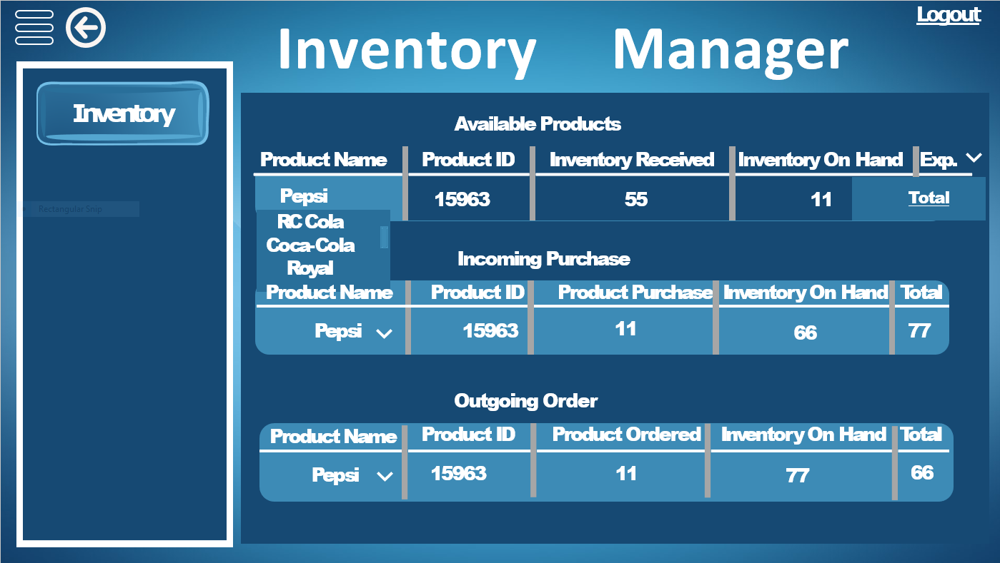 Logout
Inventory Manager
Inventory
Available Products
Product Name Product ID Inventory Received Inventory On Hand Exp.
Pepsi 15963 55 11 Total
Rectangular Snip
RC Cola
Coca-Cola
Royal
Incoming Purchase
Product Name Product ID Product Purchase Inventory On Hand Total
Pepsi 15963 11 66 77
Outgoing Order
Product Name Product ID Product Ordered Inventory On Hand Total
Pepsi 15963 11 77 66